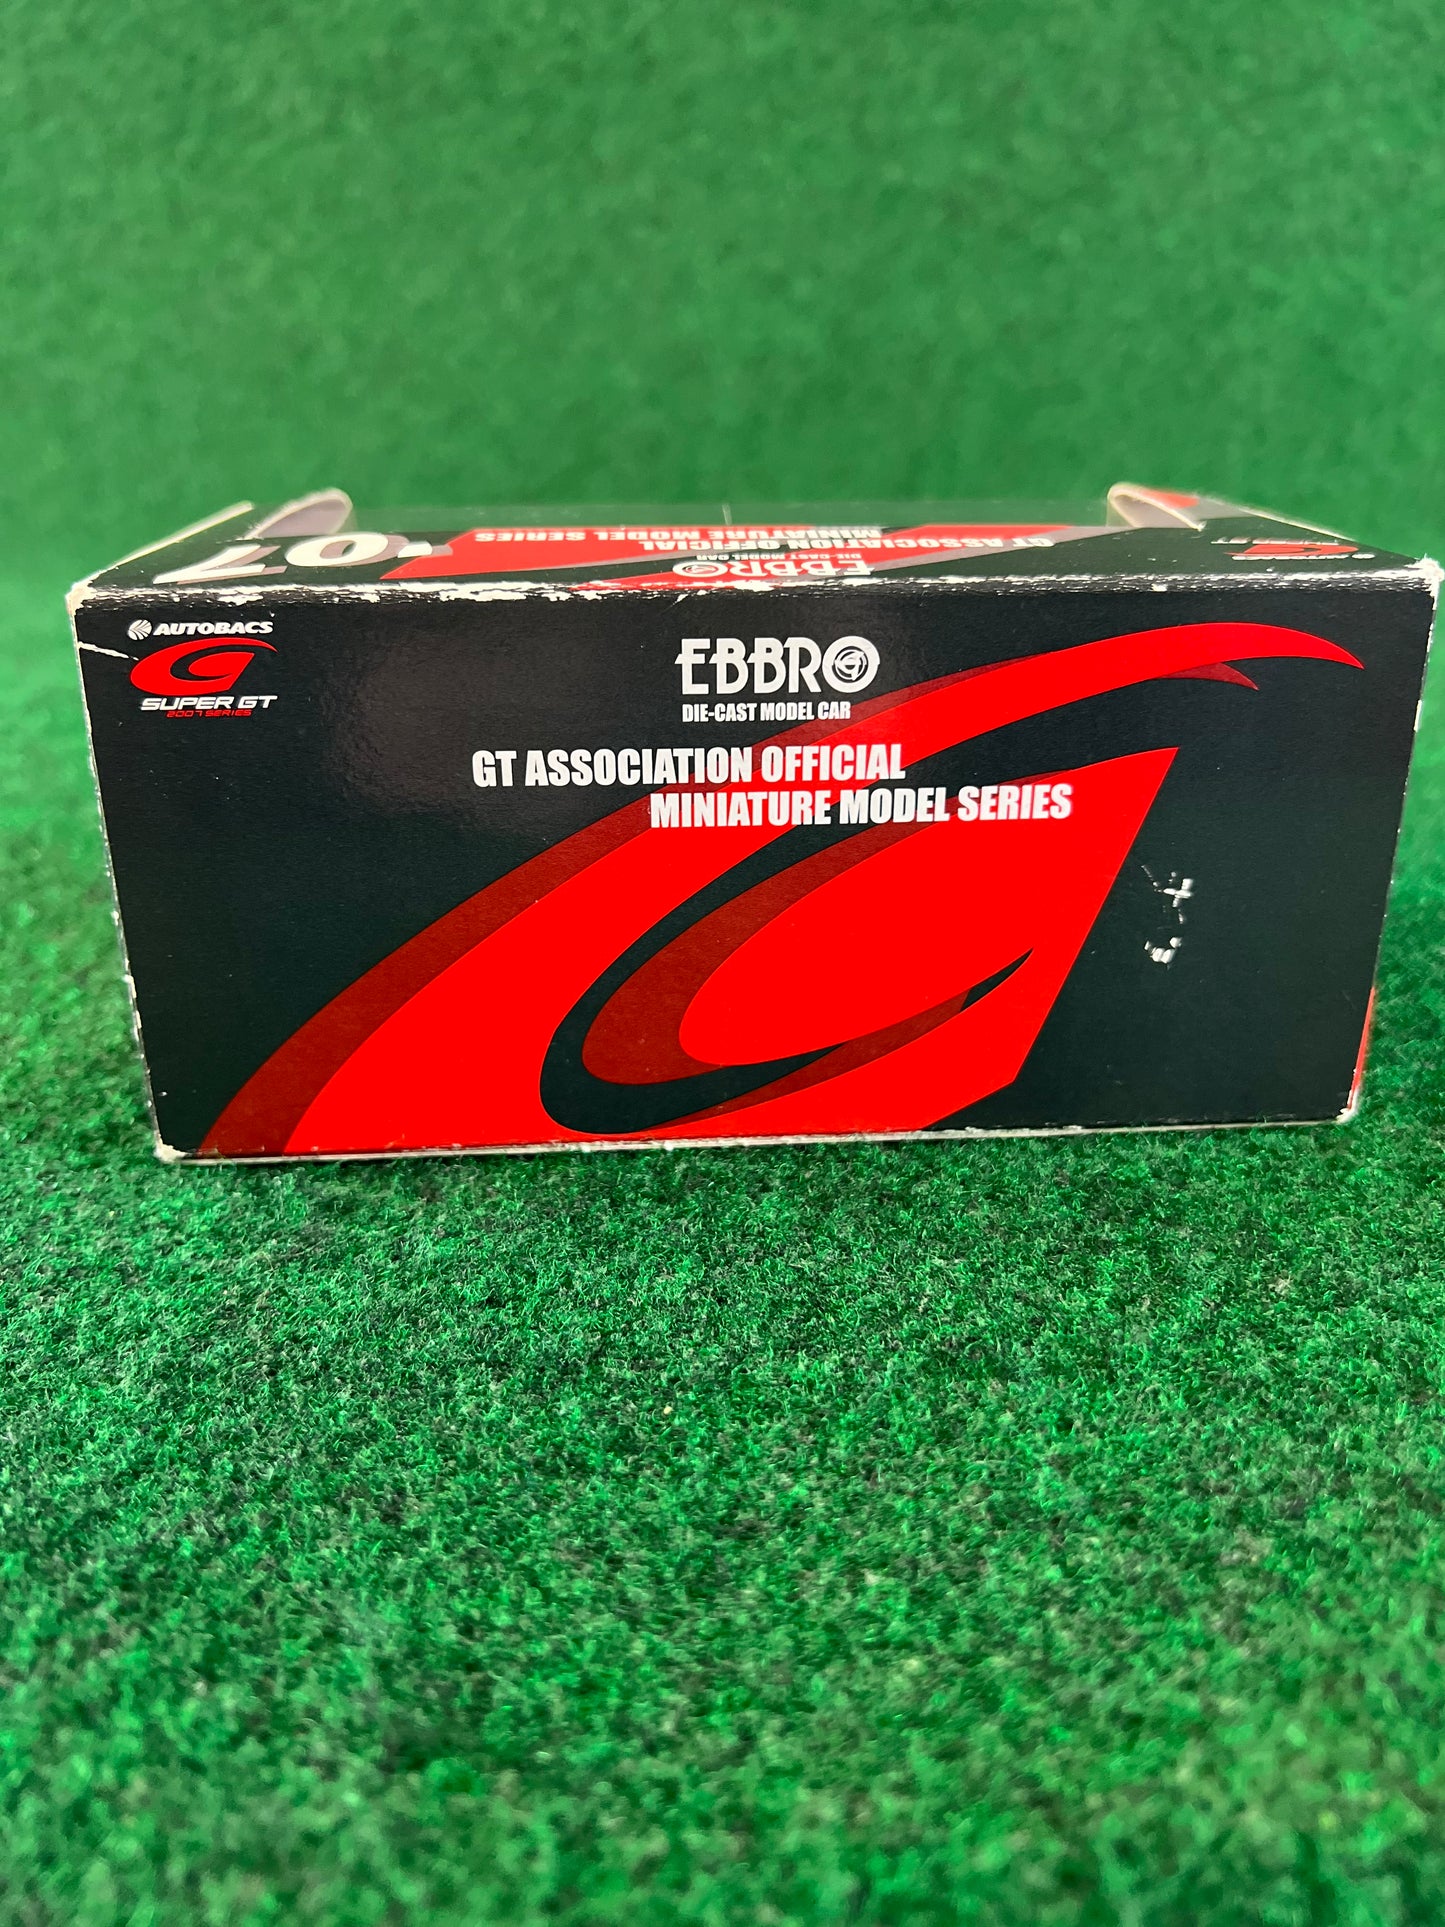 '07
GT ASSOCIATION OFFICIAL
MINIATURE MODEL SERIES
EBBRO
DIE-CAST MODEL CAR
AUTOBACS
SUPER GT
2007 SERIES
EBBRO
DIE-CAST MODEL CAR
GT ASSOCIATION OFFICIAL
MINIATURE MODEL SERIES